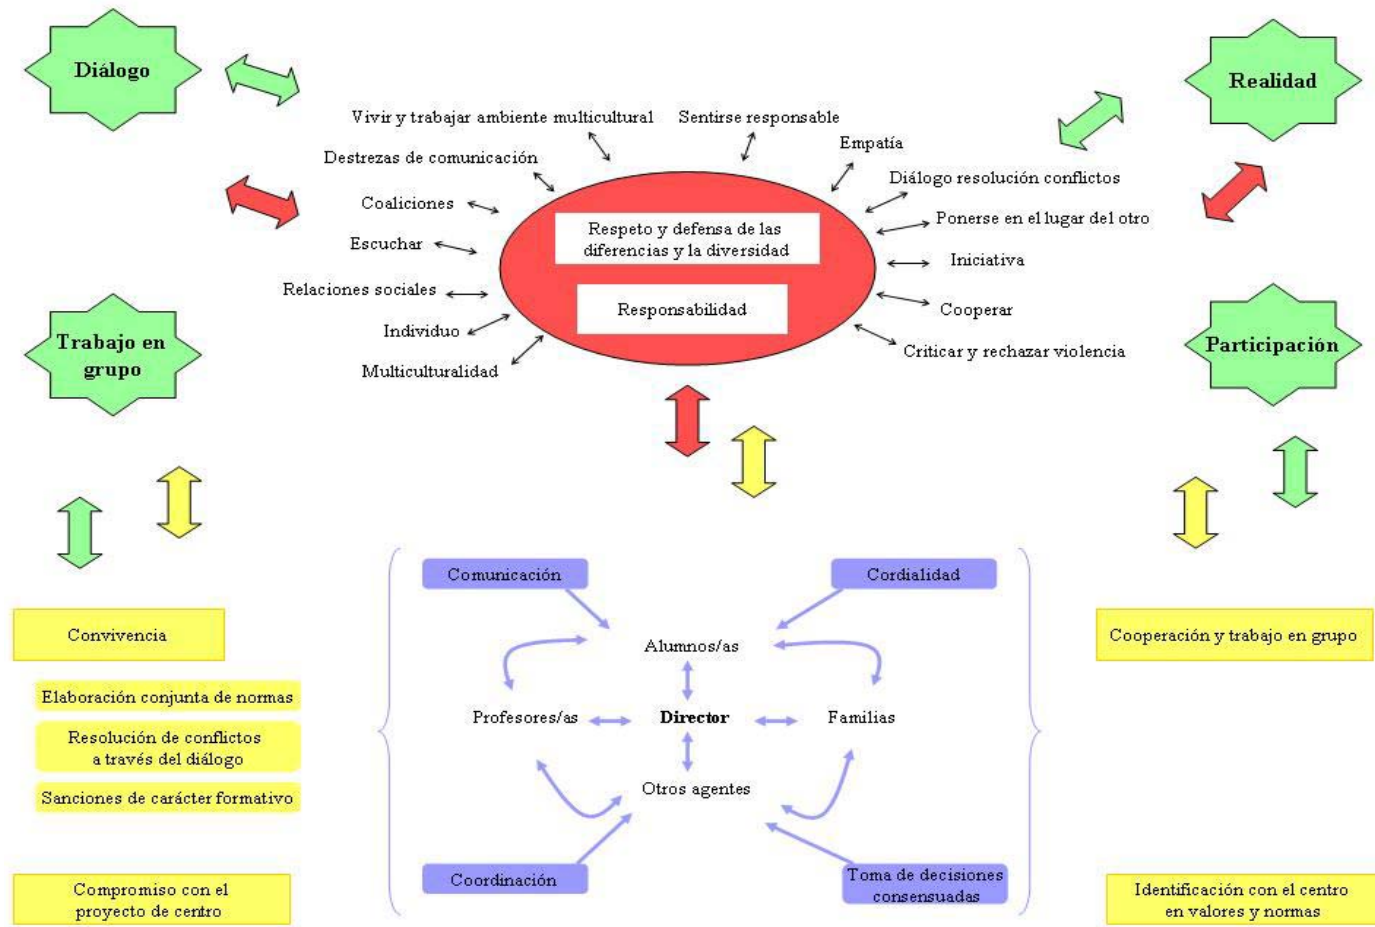 Diálogo
Realidad
Vivir y trabajar ambiente multicultural
Sentirse responsable
Empatía
Destrezas de comunicación
Diálogo resolución conflictos
Coaliciones
Ponerse en el lugar del otro
Respeto y defensa de las
diferencias y la diversidad
Escuchar
Iniciativa
Relaciones sociales
Responsabilidad
Cooperar
Individuo
Criticar y rechazar violencia
Multiculturalidad
Trabajo en
grupo
Participación
Comunicación
Cordialidad
Convivencia
Alumnos/as
Cooperación y trabajo en grupo
Elaboración conjunta de normas
Profesores/as
Director
Familias
Resolución de conflictos
a través del diálogo
Otros agentes
Sanciones de carácter formativo
Coordinación
Toma de decisiones
consensuadas
Compromiso con el
proyecto de centro
Identificación con el centro
en valores y normas